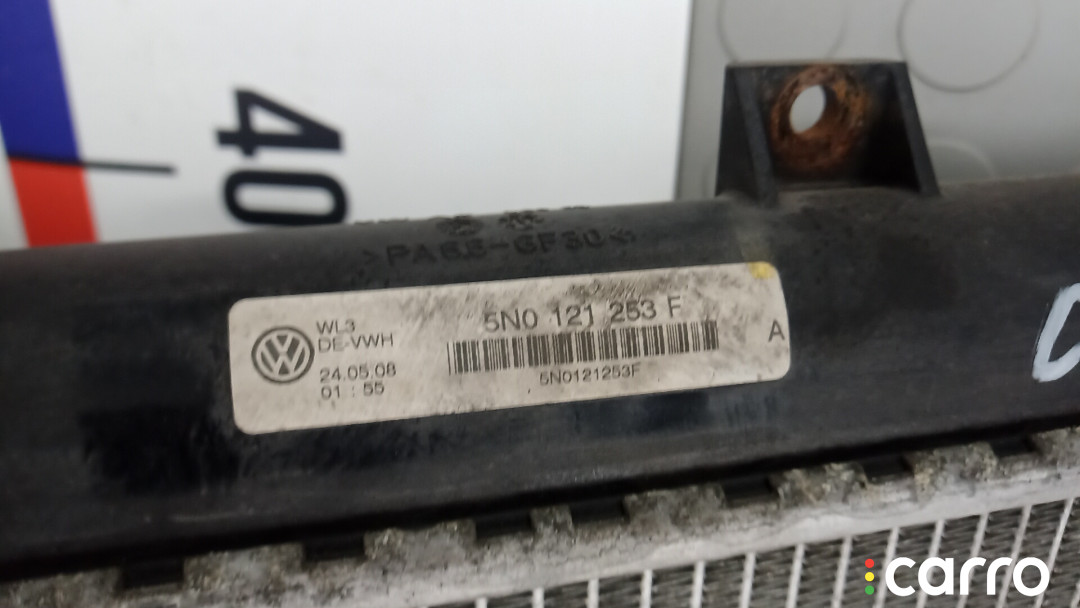 40
>PA66-GF30<
WL3
DE-VWH
24.05.08
01 : 55
5N0 121 253 F
5N0121253F
A
carro